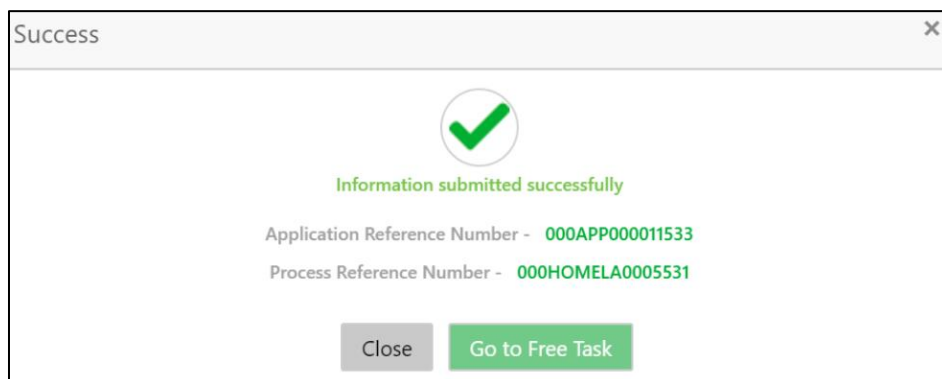 Success ×
Information submitted successfully
Application Reference Number - 000APP000011533
Process Reference Number - 000HOMELA0005531
Close Go to Free Task